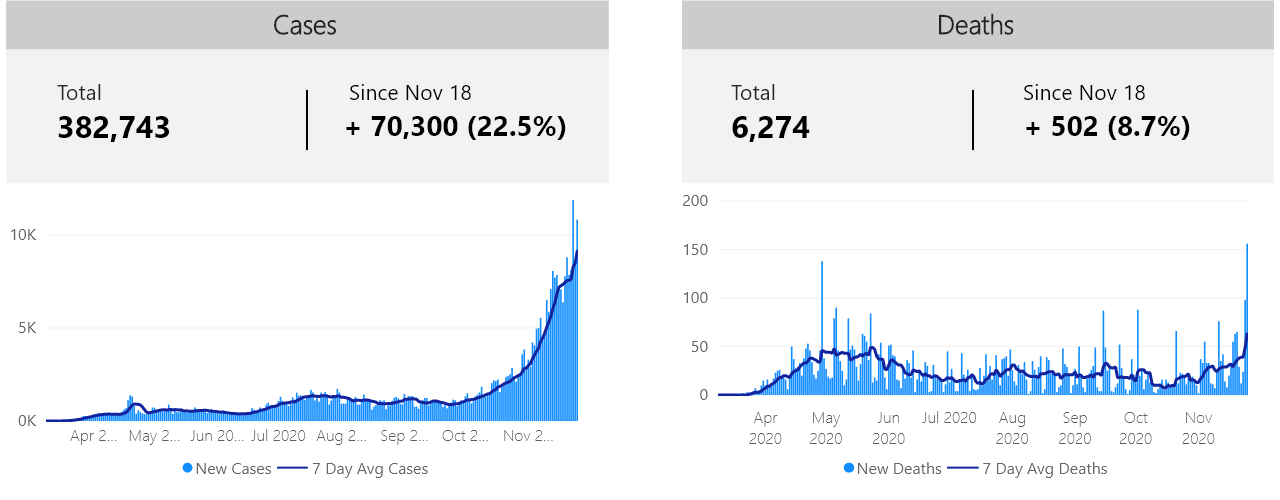 Cases
Total
Since Nov 18
382,743
+ 70,300 (22.5%)
10K
5K
0K
Apr 2...
May 2...
Jun 20...
Jul 2020
Aug 2...
Sep 2...
Oct 2...
Nov 2...
New Cases
7 Day Avg Cases
Deaths
Total
Since Nov 18
6,274
+ 502 (8.7%)
200
150
100
50
0
Apr
2020
May
2020
Jun
2020
Jul 2020
Aug
2020
Sep
2020
Oct
2020
Nov
2020
New Deaths
7 Day Avg Deaths